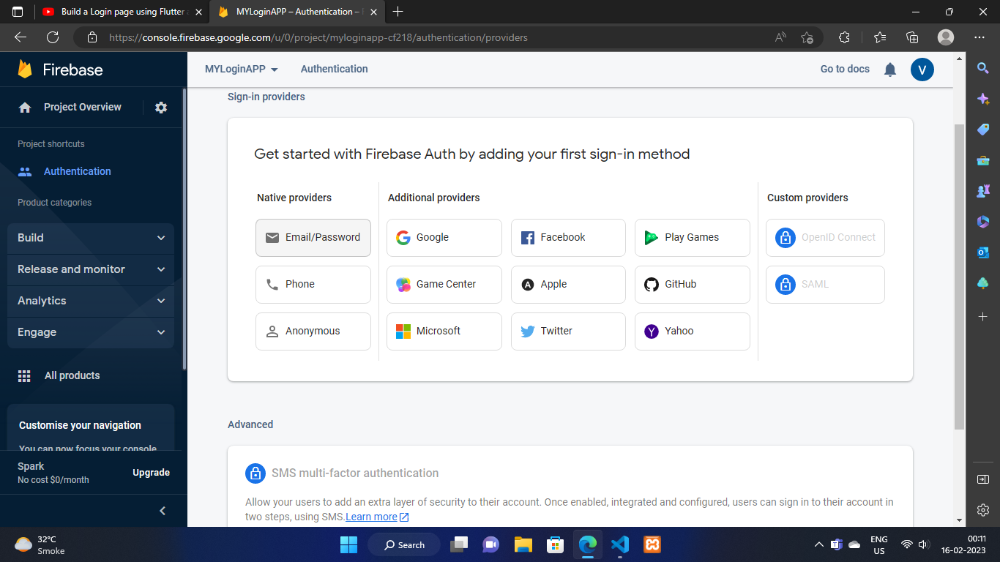 Build a Login page using Flutter a
MYLoginAPP – Authentication – F
https://console.firebase.google.com/u/0/project/myloginapp-cf218/authentication/providers
Firebase
MYLoginAPP
Authentication
Go to docs
V
Project Overview
Project shortcuts
Authentication
Product categories
Build
Release and monitor
Analytics
Engage
All products
Customise your navigation
You can now focus your console
Spark
No cost $0/month
Upgrade
Sign-in providers
Get started with Firebase Auth by adding your first sign-in method
Native providers
Additional providers
Custom providers
Email/Password
Google
Facebook
Play Games
OpenID Connect
Phone
Game Center
Apple
GitHub
SAML
Anonymous
Microsoft
Twitter
Yahoo
Advanced
SMS multi-factor authentication
Allow your users to add an extra layer of security to their account. Once enabled, integrated and configured, users can sign in to their account in
two steps, using SMS.Learn more
32°C
Smoke
Search
ENG
US
00:11
16-02-2023